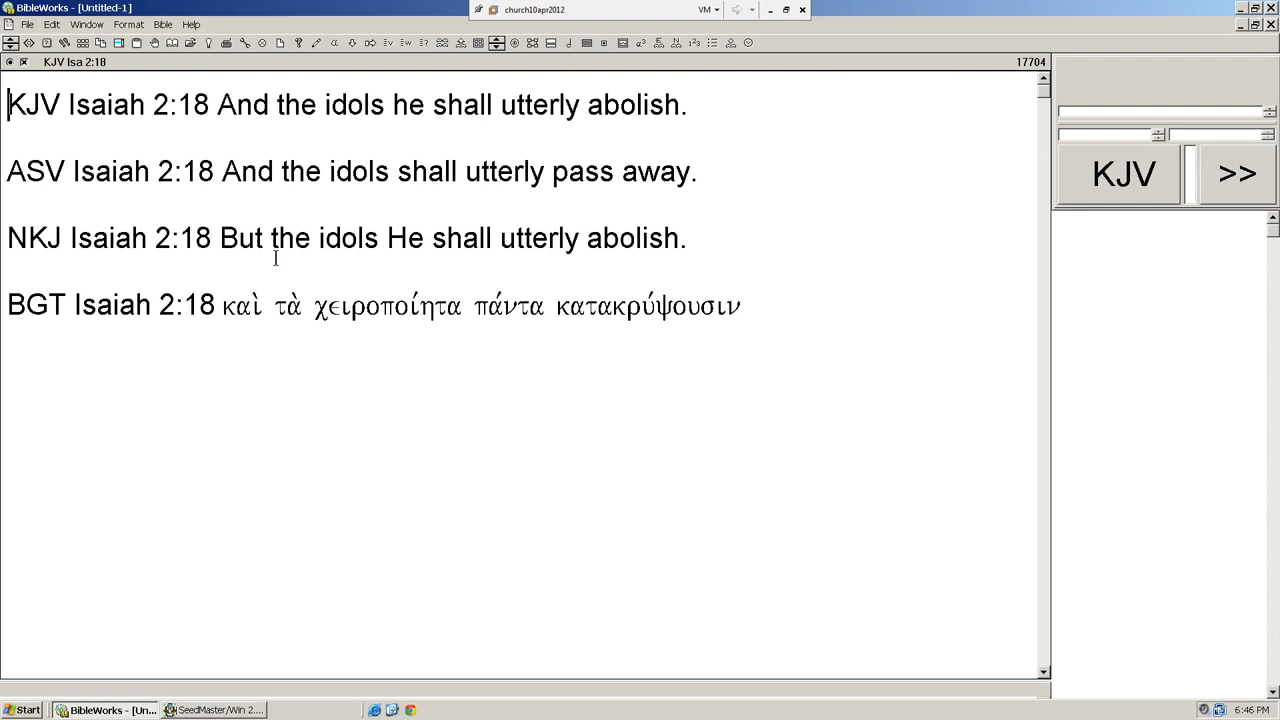 BibleWorks - [Untitled-1]
church10apr2012
VM
File Edit Window Format Bible Help
KJV Isa 2:18
17704
KJV Isaiah 2:18 And the idols he shall utterly abolish.
ASV Isaiah 2:18 And the idols shall utterly pass away.
NKJ Isaiah 2:18 But the idols He shall utterly abolish.
BGT Isaiah 2:18 καὶ τὰ χειροποίητα πάντα κατακρύψουσιν
KJV
>>
Start
BibleWorks - [Un...
SeedMaster/Win 2....
6:46 PM